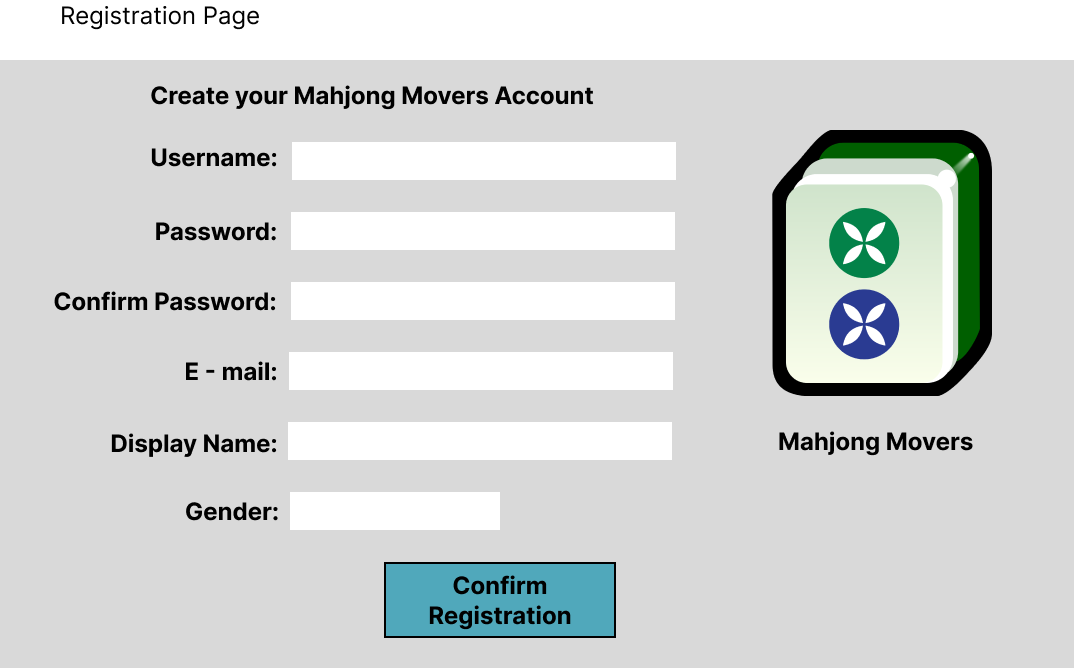 Registration Page
Create your Mahjong Movers Account
Username:
Password:
Confirm Password:
E - mail:
Display Name:
Gender:
Confirm
Registration
Mahjong Movers